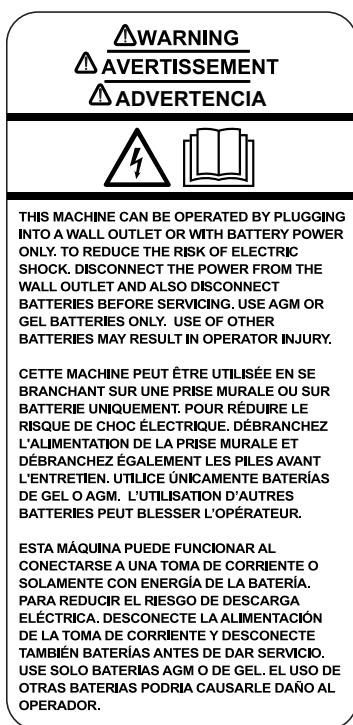 WARNING
AVERTISSEMENT
ADVERTENCIA
THIS MACHINE CAN BE OPERATED BY PLUGGING
INTO A WALL OUTLET OR WITH BATTERY POWER
ONLY. TO REDUCE THE RISK OF ELECTRIC
SHOCK. DISCONNECT THE POWER FROM THE
WALL OUTLET AND ALSO DISCONNECT
BATTERIES BEFORE SERVICING. USE AGM OR
GEL BATTERIES ONLY. USE OF OTHER
BATTERIES MAY RESULT IN OPERATOR INJURY.
CETTE MACHINE PEUT ÊTRE UTILISÉE EN SE
BRANCHANT SUR UNE PRISE MURALE OU SUR
BATTERIE UNIQUEMENT. POUR RÉDUIRE LE
RISQUE DE CHOC ÉLECTRIQUE. DÉBRANCHEZ
L'ALIMENTATION DE LA PRISE MURALE ET
DÉBRANCHEZ ÉGALEMENT LES PILES AVANT
L'ENTRETIEN. UTILICE ÚNICAMENTE BATERÍAS
DE GEL O AGM. L'UTILISATION D'AUTRES
BATTERIES PEUT BLESSER L'OPÉRATEUR.
ESTA MÁQUINA PUEDE FUNCIONAR AL
CONECTARSE A UNA TOMA DE CORRIENTE O
SOLAMENTE CON ENERGÍA DE LA BATERÍA.
PARA REDUCIR EL RIESGO DE DESCARGA
ELÉCTRICA. DESCONECTE LA ALIMENTACIÓN
DE LA TOMA DE CORRIENTE Y DESCONECTE
TAMBIÉN BATERÍAS ANTES DE DAR SERVICIO.
USE SOLO BATERIAS AGM O DE GEL. EL USO DE
OTRAS BATERIAS PODRIA CAUSARLE DAÑO AL
OPERADOR.